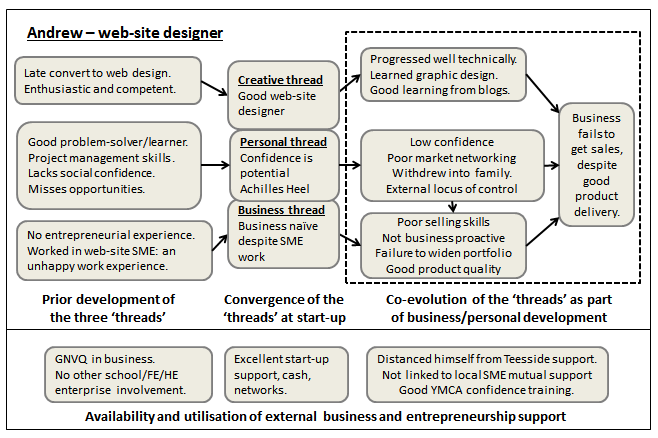 Andrew – web-site designer
Late convert to web design.
Enthusiastic and competent.
Creative thread
Good web-site
designer
Progressed well technically.
Learned graphic design.
Good learning from blogs.
Good problem-solver/learner.
Project management skills.
Lacks social confidence.
Misses opportunities.
Personal thread
Confidence is
potential
Achilles Heel
Low confidence
Poor market networking
Withdrew into family.
External locus of control
Business
fails to
get sales,
despite
good
product
delivery.
No entrepreneurial experience.
Worked in web-site SME: an
unhappy work experience.
Business thread
Business naïve
despite SME
work
Poor selling skills
Not business proactive
Failure to widen portfolio
Good product quality
Prior development of
the three ‘threads’
Convergence of the
‘threads’ at start-up
Co-evolution of the ‘threads’ as part
of business/personal development
GNVQ in business.
No other school/FE/HE
enterprise involvement.
Excellent start-up
support, cash,
networks.
Distanced himself from Teesside support.
Not linked to local SME mutual support
Good YMCA confidence training.
Availability and utilisation of external business and entrepreneurship support